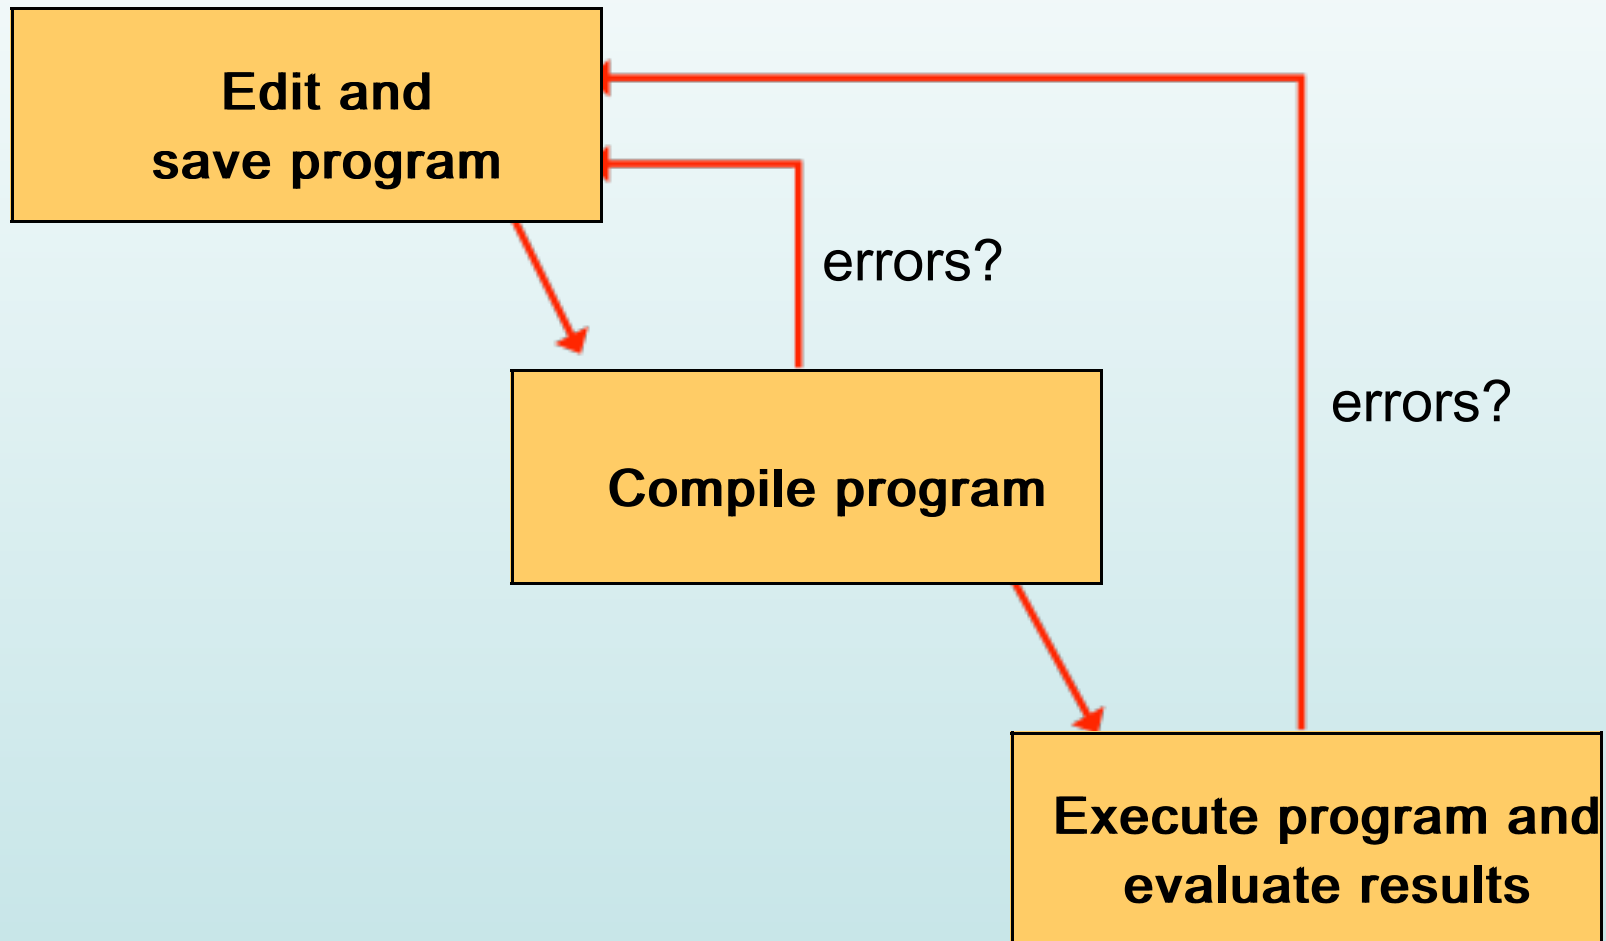 Edit and
save program
errors?
errors?
Compile program
Execute program and
evaluate results